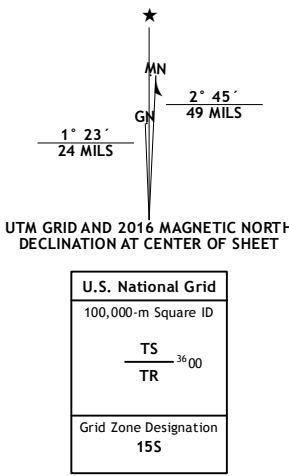 ★
MN
GN
2° 45´
49 MILS
1° 23´
24 MILS
UTM GRID AND 2016 MAGNETIC NORTH
DECLINATION AT CENTER OF SHEET
U.S. National Grid
100,000-m Square ID
TS
3600
TR
Grid Zone Designation
15S